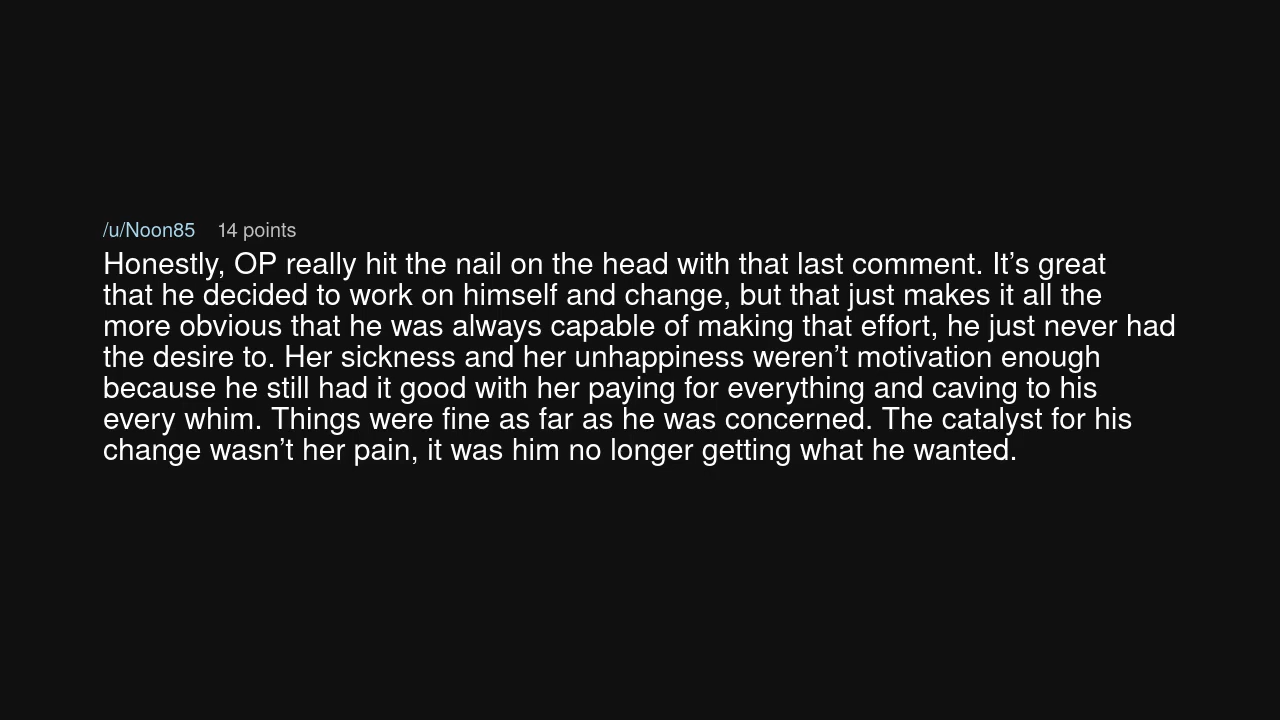 /u/Noon85 14 points
Honestly, OP really hit the nail on the head with that last comment. It’s great
that he decided to work on himself and change, but that just makes it all the
more obvious that he was always capable of making that effort, he just never had
the desire to. Her sickness and her unhappiness weren’t motivation enough
because he still had it good with her paying for everything and caving to his
every whim. Things were fine as far as he was concerned. The catalyst for his
change wasn’t her pain, it was him no longer getting what he wanted.